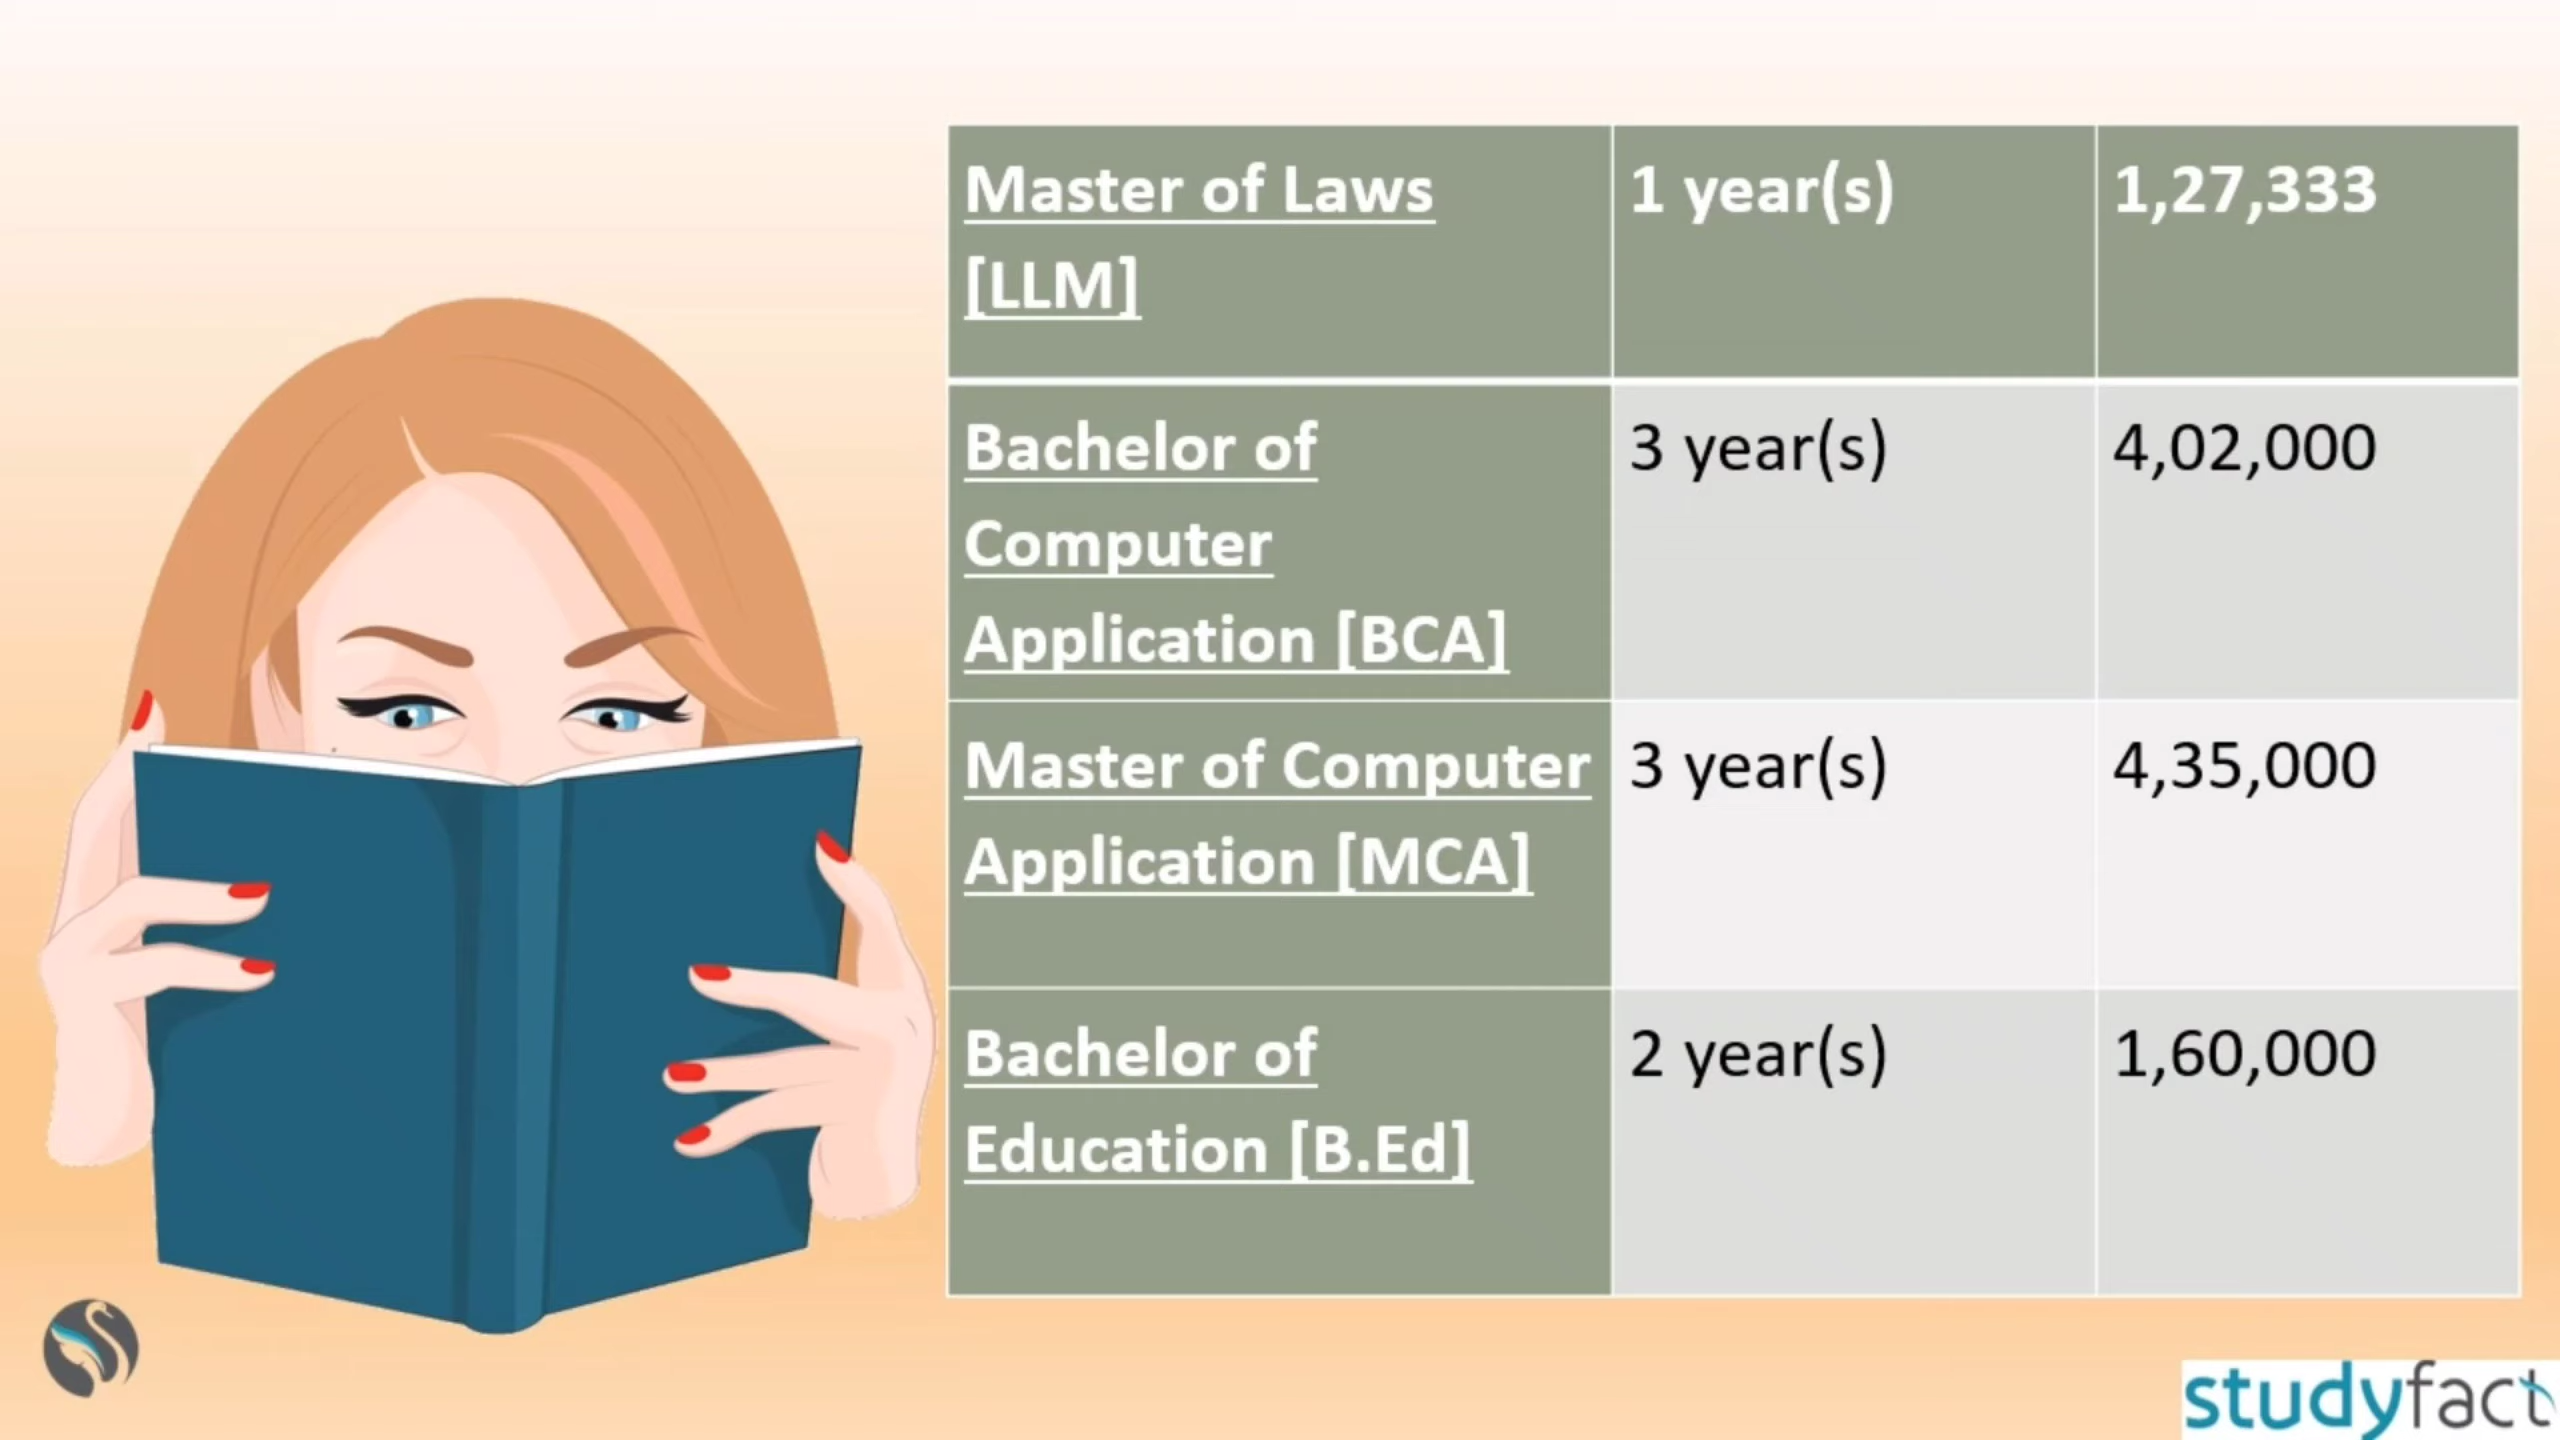 Master of Laws
[LLM]
1 year(s)
1,27,333
Bachelor of
Computer
Application [BCA]
3 year(s)
4,02,000
Master of Computer
Application [MCA]
3 year(s)
4,35,000
Bachelor of
Education [B.Ed]
2 year(s)
1,60,000
studyfact